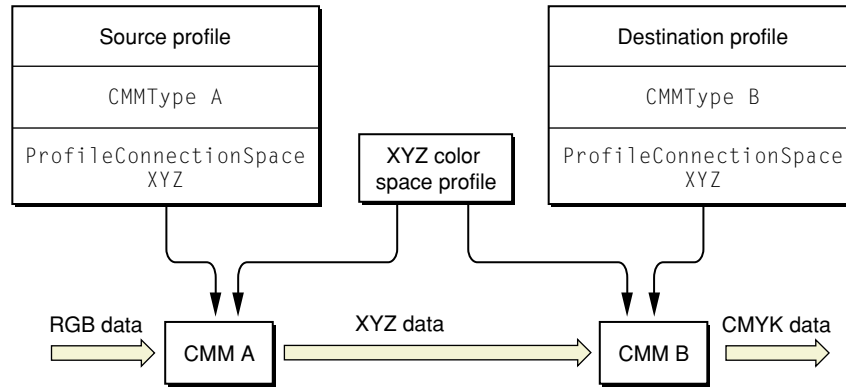 Source profile
CMMType A
ProfileConnectionSpace
XYZ
XYZ color
space profile
Destination profile
CMMType B
ProfileConnectionSpace
XYZ
RGB data
CMM A
XYZ data
CMM B
CMYK data